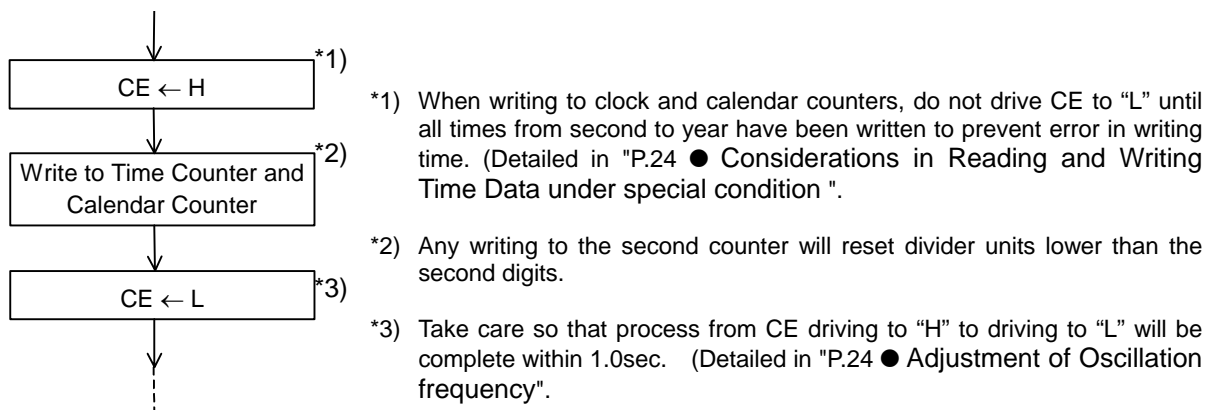 *1)
CE ← H
*2)
Write to Time Counter and
Calendar Counter
*3)
CE ← L
*1) When writing to clock and calendar counters, do not drive CE to “L” until
all times from second to year have been written to prevent error in writing
time. (Detailed in "P.24 ● Considerations in Reading and Writing
Time Data under special condition ".
*2) Any writing to the second counter will reset divider units lower than the
second digits.
*3) Take care so that process from CE driving to “H” to driving to “L” will be
complete within 1.0sec. (Detailed in "P.24 ● Adjustment of Oscillation
frequency".